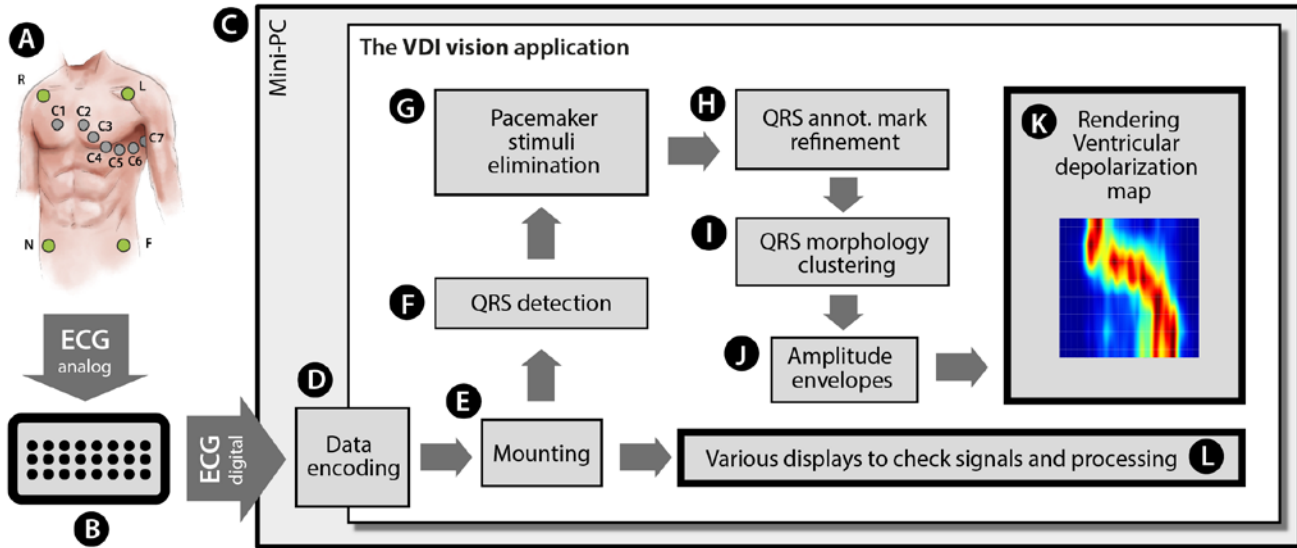 A
R
L
C1
C2
C3
C4
C5
C6
C7
N
F
ECG
analog
B
ECG
digital
C
Mini-PC
The VDI vision application
D
Data
encoding
E
Mounting
F
QRS detection
G
Pacemaker
stimuli
elimination
H
QRS annot. mark
refinement
I
QRS morphology
clustering
J
Amplitude
envelopes
K
Rendering
Ventricular
depolarization
map
Various displays to check signals and processing L